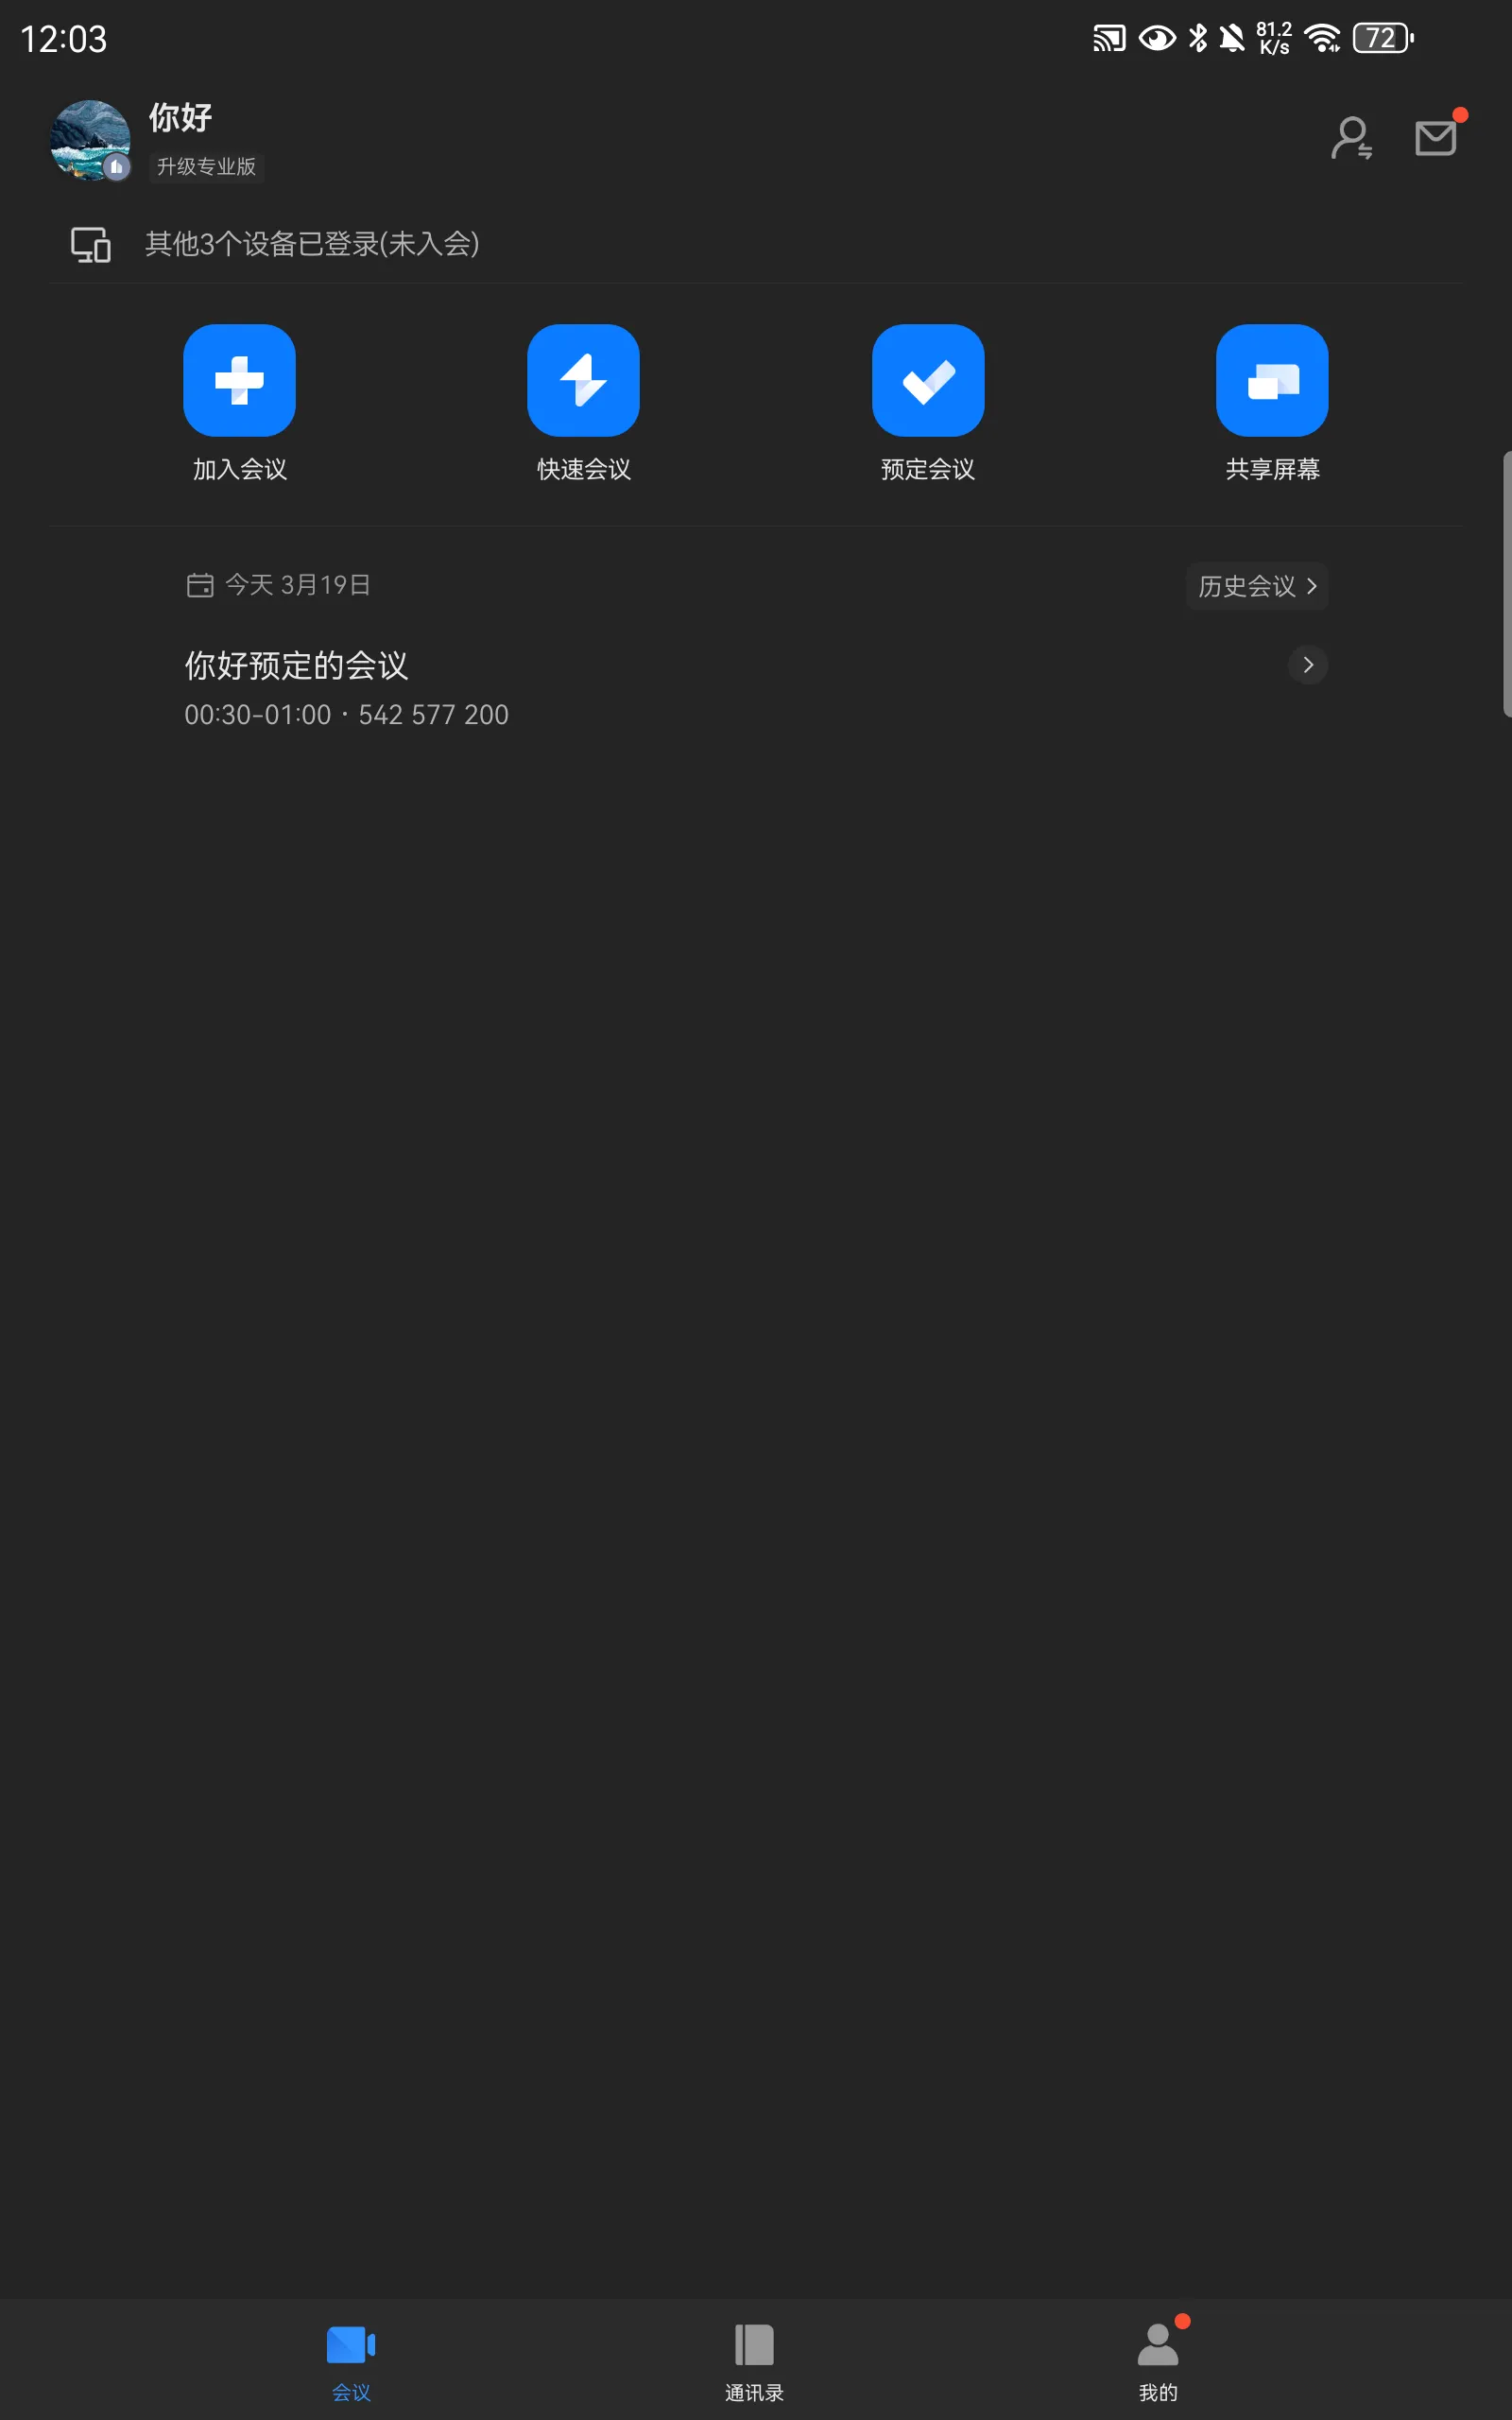 12:03
81.2
K/s
72
你好
升级专业版
其他3个设备已登录(未入会)
加入会议
快速会议
预定会议
共享屏幕
今天 3月19日
历史会议
你好预定的会议
00:30-01:00 · 542 577 200
会议
通讯录
我的